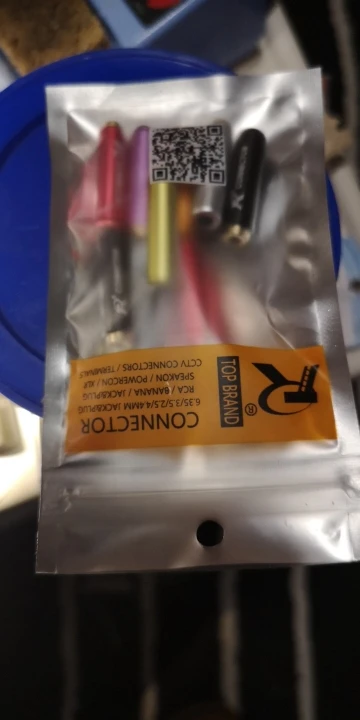 CONNECTOR
6.35/3.5/2.5/4.4MM JACK&PLUG
RCA / BANANA / JACK&PLUG
SPEAKON / POWERCON / XLR
CCTV CONNECTORS / TERMINALS
TOP BRAND
®
R